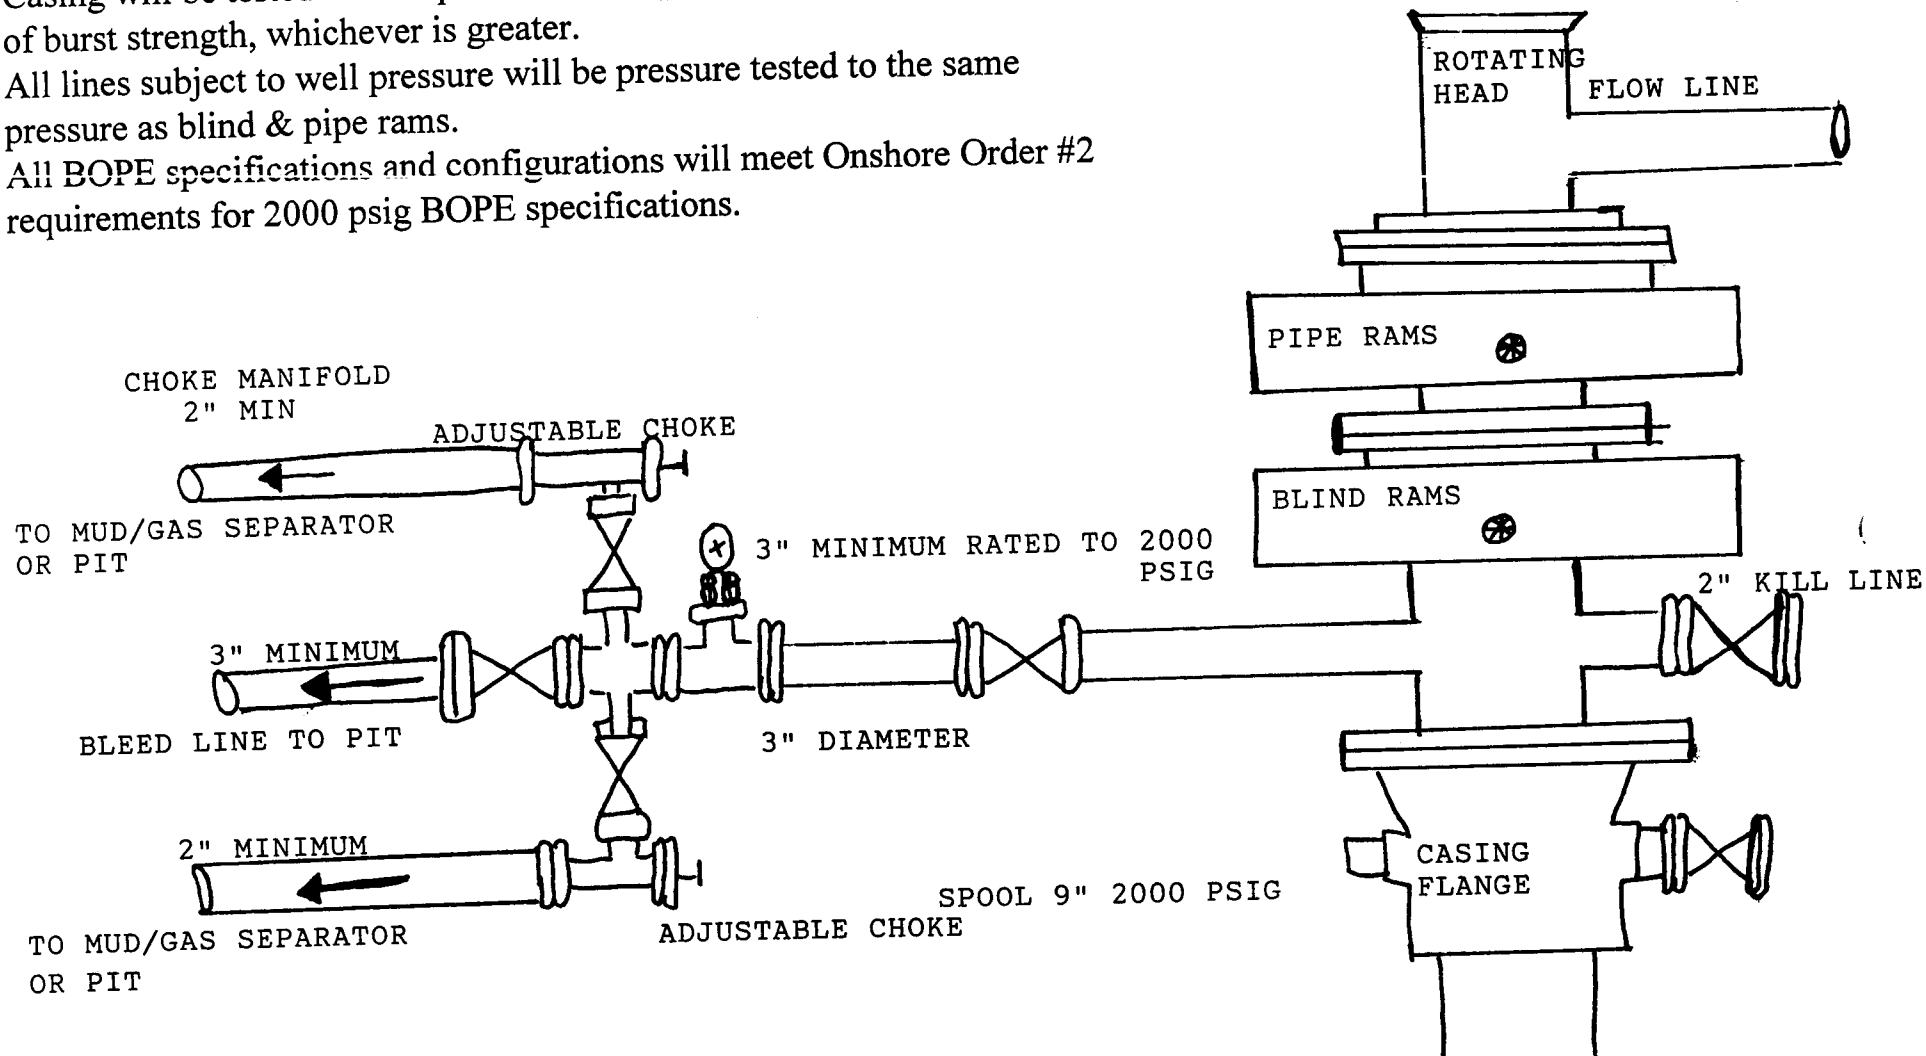 Casing will be tested
of burst strength, whichever is greater.
All lines subject to well pressure will be pressure tested to the same
pressure as blind & pipe rams.
All BOPE specifications and configurations will meet Onshore Order #2
requirements for 2000 psig BOPE specifications.
ROTATING
HEAD
FLOW LINE
PIPE RAMS
CHOKE MANIFOLD
2" MIN
ADJUSTABLE CHOKE
BLIND RAMS
TO MUD/GAS SEPARATOR
OR PIT
3" MINIMUM RATED TO 2000
PSIG
2" KILL LINE
3" MINIMUM
BLEED LINE TO PIT
3" DIAMETER
2" MINIMUM
CASING
FLANGE
SPOOL 9" 2000 PSIG
ADJUSTABLE CHOKE
TO MUD/GAS SEPARATOR
OR PIT